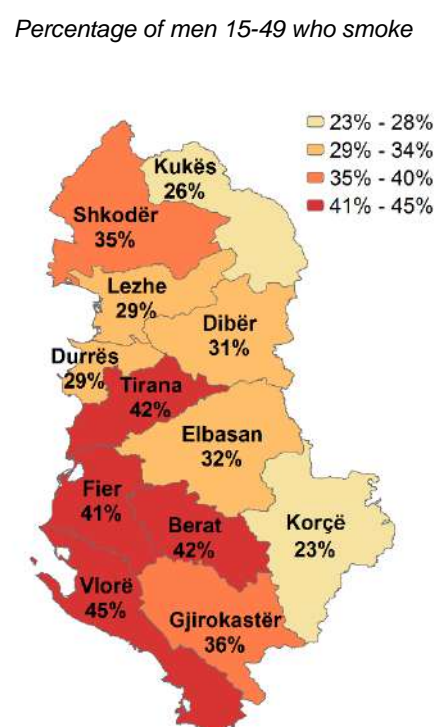 Percentage of men 15-49 who smoke
23% - 28%
29% - 34%
35% - 40%
41% - 45%
Kukës
26%
Shkodër
35%
Lezhe
29%
Dibër
31%
Durrës
29%
Tirana
42%
Elbasan
32%
Fier
41%
Berat
42%
Korçë
23%
Vlorë
45%
Gjirokastër
36%